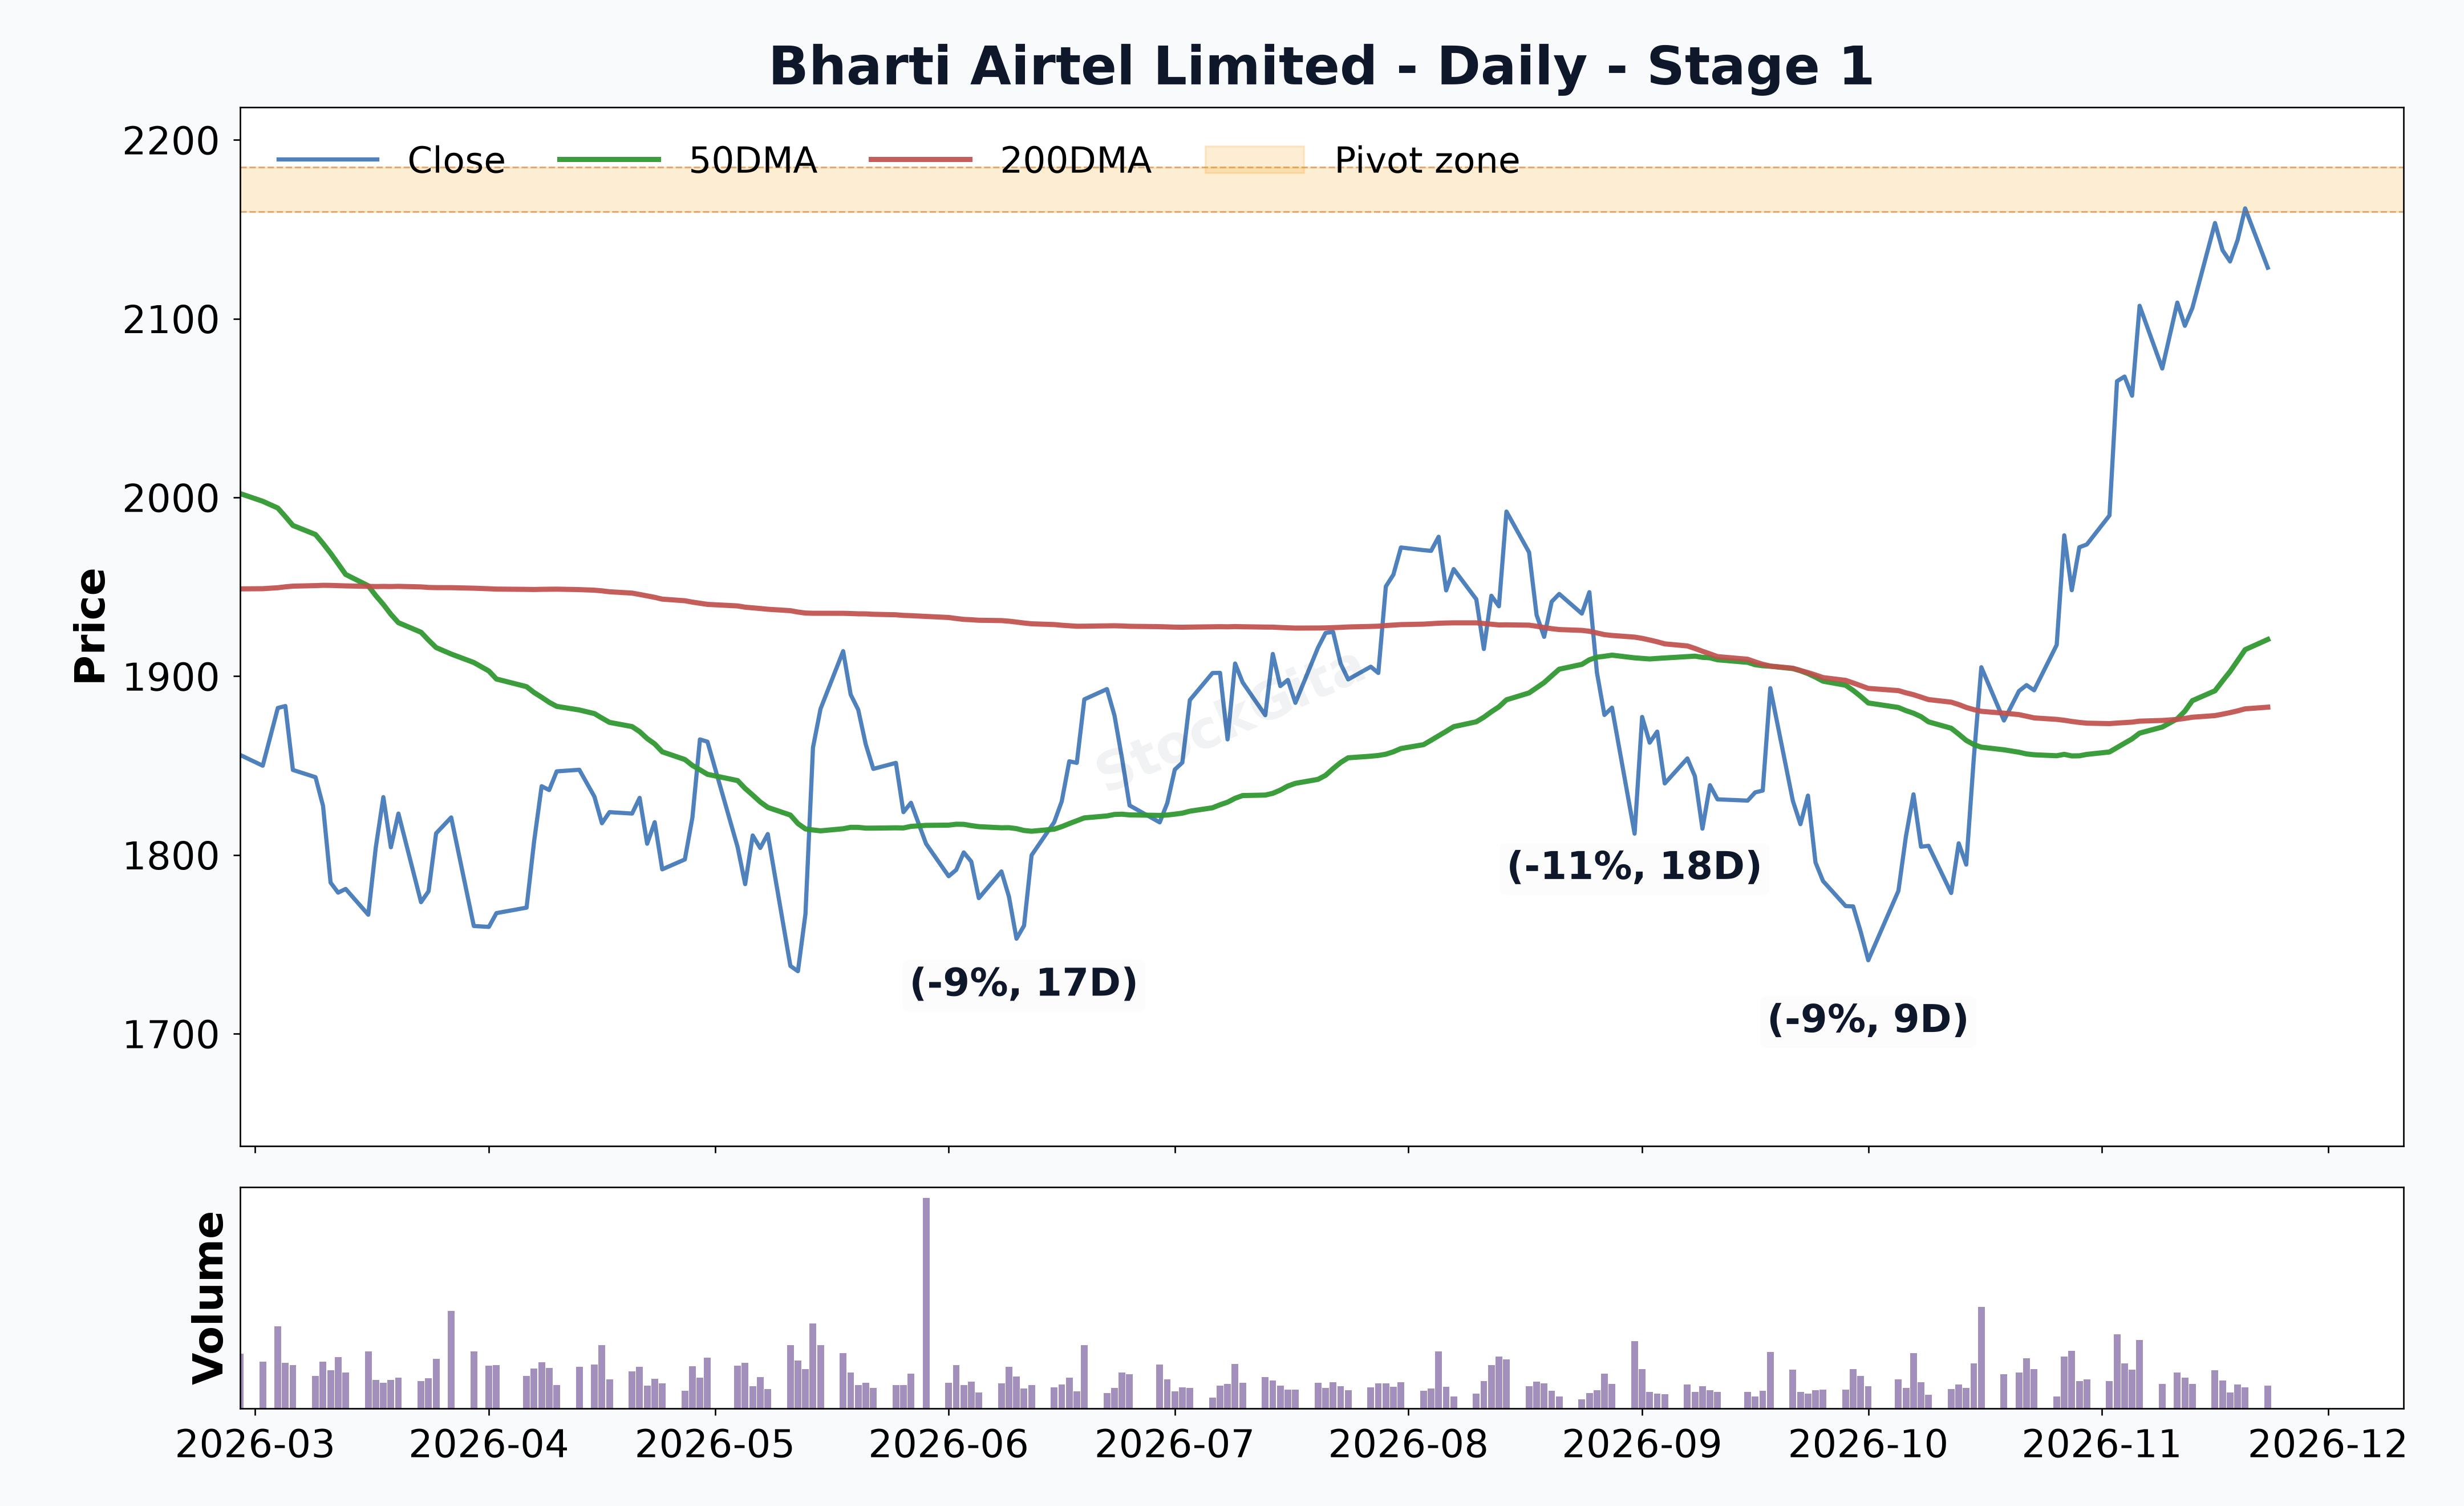 Bharti Airtel Limited - Daily - Stage 1
Close 50DMA 200DMA Pivot zone
Price
2200
2100
2000
1900
1800
1700
StockGita
(-9%, 17D)
(-11%, 18D)
(-9%, 9D)
Volume
2026-03 2026-04 2026-05 2026-06 2026-07 2026-08 2026-09 2026-10 2026-11 2026-12